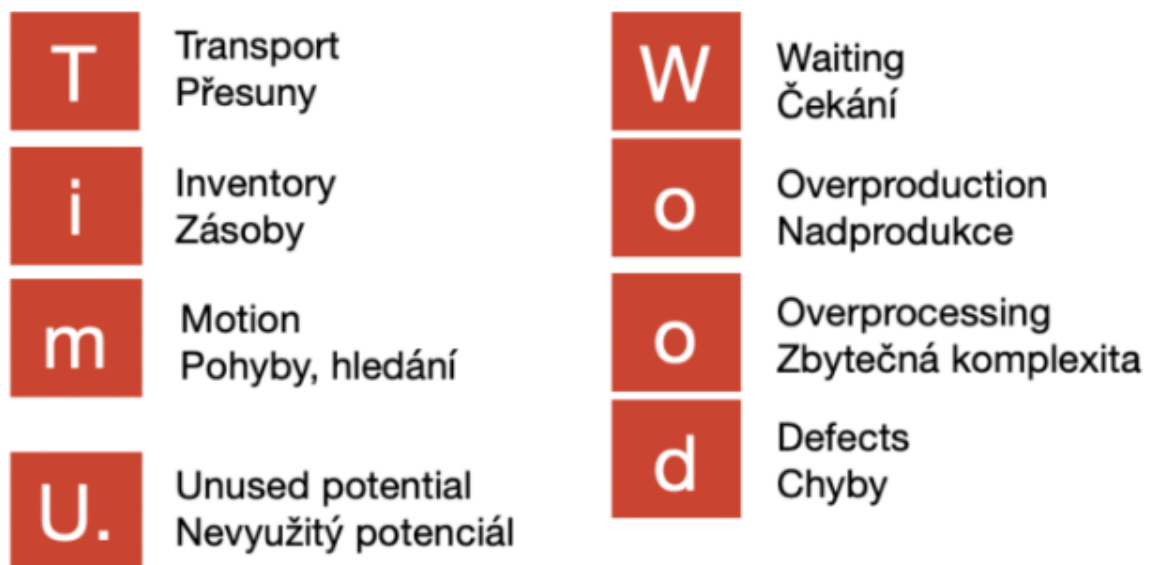 T
Transport
Přesuny
i
Inventory
Zásoby
m
Motion
Pohyby, hledání
U.
Unused potential
Nevyužitý potenciál
W
Waiting
Čekání
o
Overproduction
Nadprodukce
o
Overprocessing
Zbytečná komplexita
d
Defects
Chyby